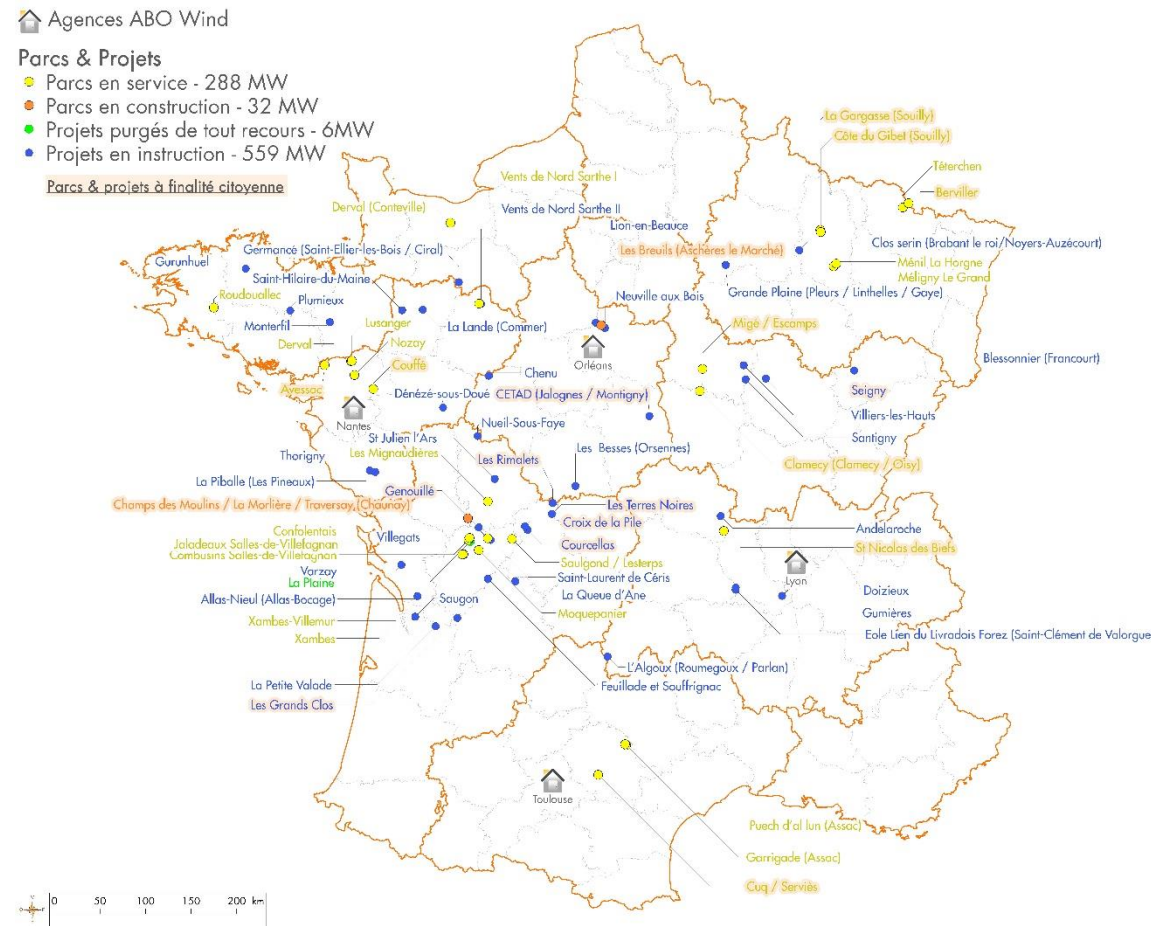 Agences ABO Wind
Parcs & Projets
Parcs en service - 288 MW
Parcs en construction - 32 MW
Projets purgés de tout recours - 6MW
Projets en instruction - 559 MW
Parcs & projets à finalité citoyenne
La Gargasse (Souilly)
Côte du Gibet (Souilly)
Téterchen
Berviller
Vents de Nord Sarthe I
Derval (Conteville)
Vents de Nord Sarthe II
Lion-en-Beauce
Germancé (Saint-Ellier-les-Bois / Ciral)
Les Breuils (Aschères le Marché)
Clos serin (Brabant le roi/Noyers-Auzécourt)
Gurunhuel
Ménil La Horgne
Saint-Hilaire-du-Maine
Méligny Le Grand
Roudouallec
Plumieux
Neuville aux Bois
Grande Plaine (Pleurs / Linthelles / Gaye)
Monterfil
Lusanger
La Lande (Commer)
Migé / Escamps
Derval
Nozay
Orléans
Blessonnier (Francourt)
Couffé
Chenu
Avessac
Dénézé-sous-Doué
CETAD (Jalognes / Montigny)
Seigny
Nantes
Villiers-les-Hauts
Nueil-Sous-Faye
St Julien l'Ars
Santigny
Les Mignaudières
Les Besses (Orsennes)
Thorigny
Les Rimalets
Clamecy (Clamecy / Oisy)
La Piballe (Les Pineaux)
Genouillé
Champs des Moulins / La Morlière / Traversay (Chaunay)
Les Terres Noires
Croix de la Pile
Andelaroche
Confolentais
Villegats
Jaladeaux Salles-de-Villefagnan
Courcellas
St Nicolas des Biefs
Combusins Salles-de-Villefagnan
Saulgond / Lesterps
Varzay
Saint-Laurent de Céris
Lyon
La Plaine
La Queue d'Ane
Doizieux
Allas-Nieul (Allas-Bocage)
Saugon
Moquepanier
Gumières
Xambes-Villemur
Eole Lien du Livradois Forez (Saint-Clément de Valorgue
Xambes
L'Algoux (Roumegoux / Parlan)
La Petite Valade
Feuillade et Souffrignac
Les Grands Clos
Toulouse
Puech d'al lun (Assac)
Garrigade (Assac)
Cuq / Serviès
0 50 100 150 200 km